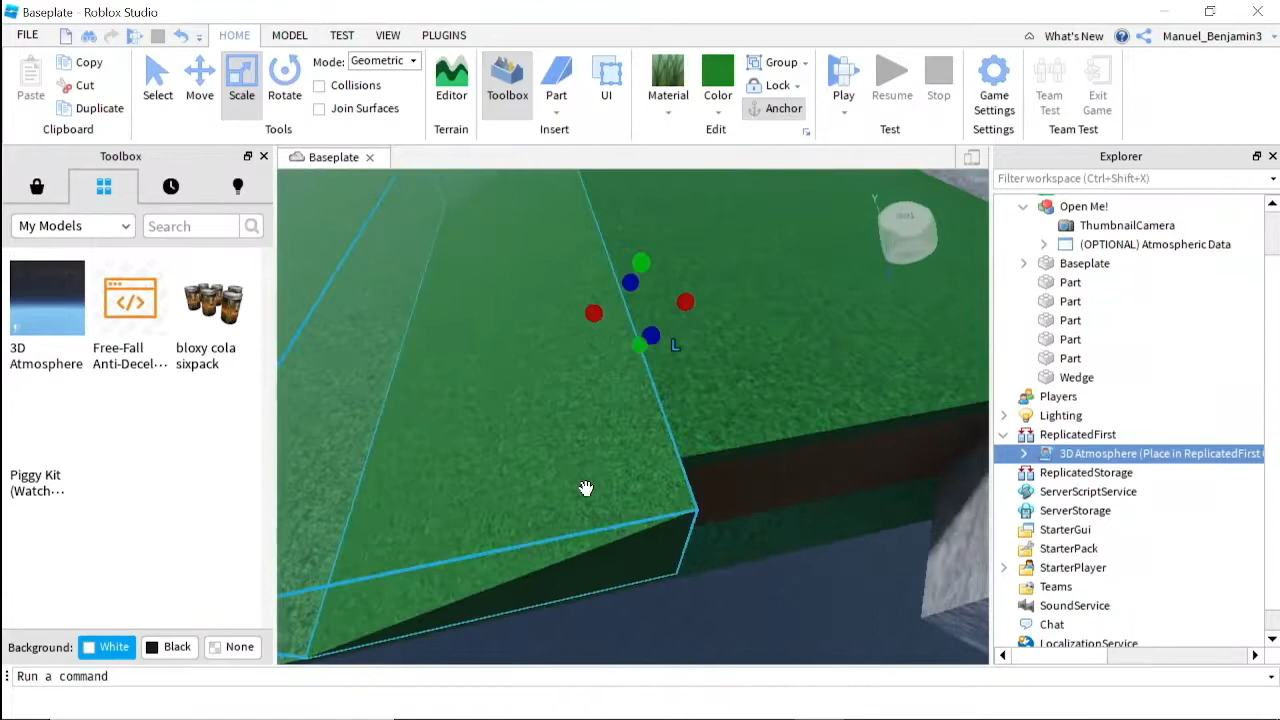 Baseplate - Roblox Studio
FILE HOME MODEL TEST VIEW PLUGINS What's New Manuel_Benjamin3
Paste Copy Cut Duplicate Select Move Scale Rotate Mode: Geometric Collisions Join Surfaces Editor Toolbox Part UI Material Color Group Lock Anchor Play Resume Stop Game Settings Team Test Exit Game
Clipboard Tools Terrain Insert Edit Test Settings Team Test
Toolbox
Baseplate
Explorer
Filter workspace (Ctrl+Shift+X)
My Models Search
3D Atmosphere
Free-Fall Anti-Decel...
bloxy cola sixpack
Piggy Kit (Watch...
Background: White Black None
L
Y
Open Me!
ThumbnailCamera
(OPTIONAL) Atmospheric Data
Baseplate
Part
Part
Part
Part
Part
Wedge
Players
Lighting
ReplicatedFirst
3D Atmosphere (Place in ReplicatedFirst
ReplicatedStorage
ServerScriptService
ServerStorage
StarterGui
StarterPack
StarterPlayer
Teams
SoundService
Chat
LocalizationService
Run a command